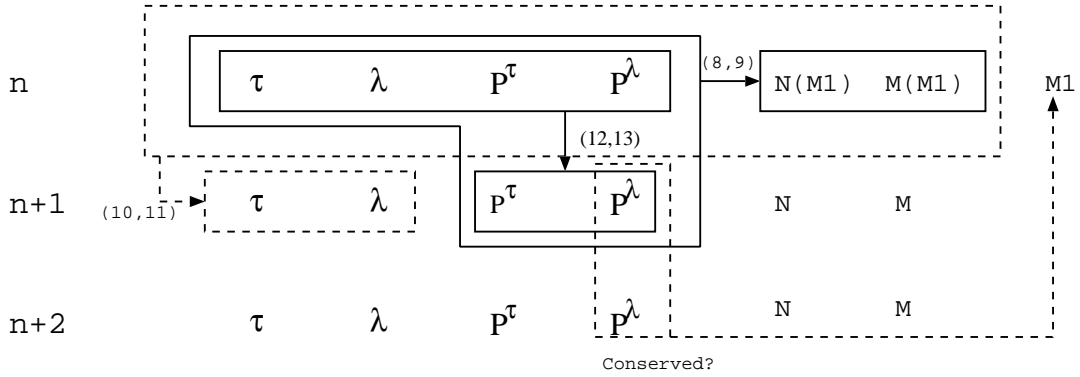 n τ λ P^τ P^λ (8,9) N(M1) M(M1) M1
(12,13)
n+1 (10,11) τ λ P^τ P^λ N M
n+2 τ λ P^τ P^λ N M
Conserved?